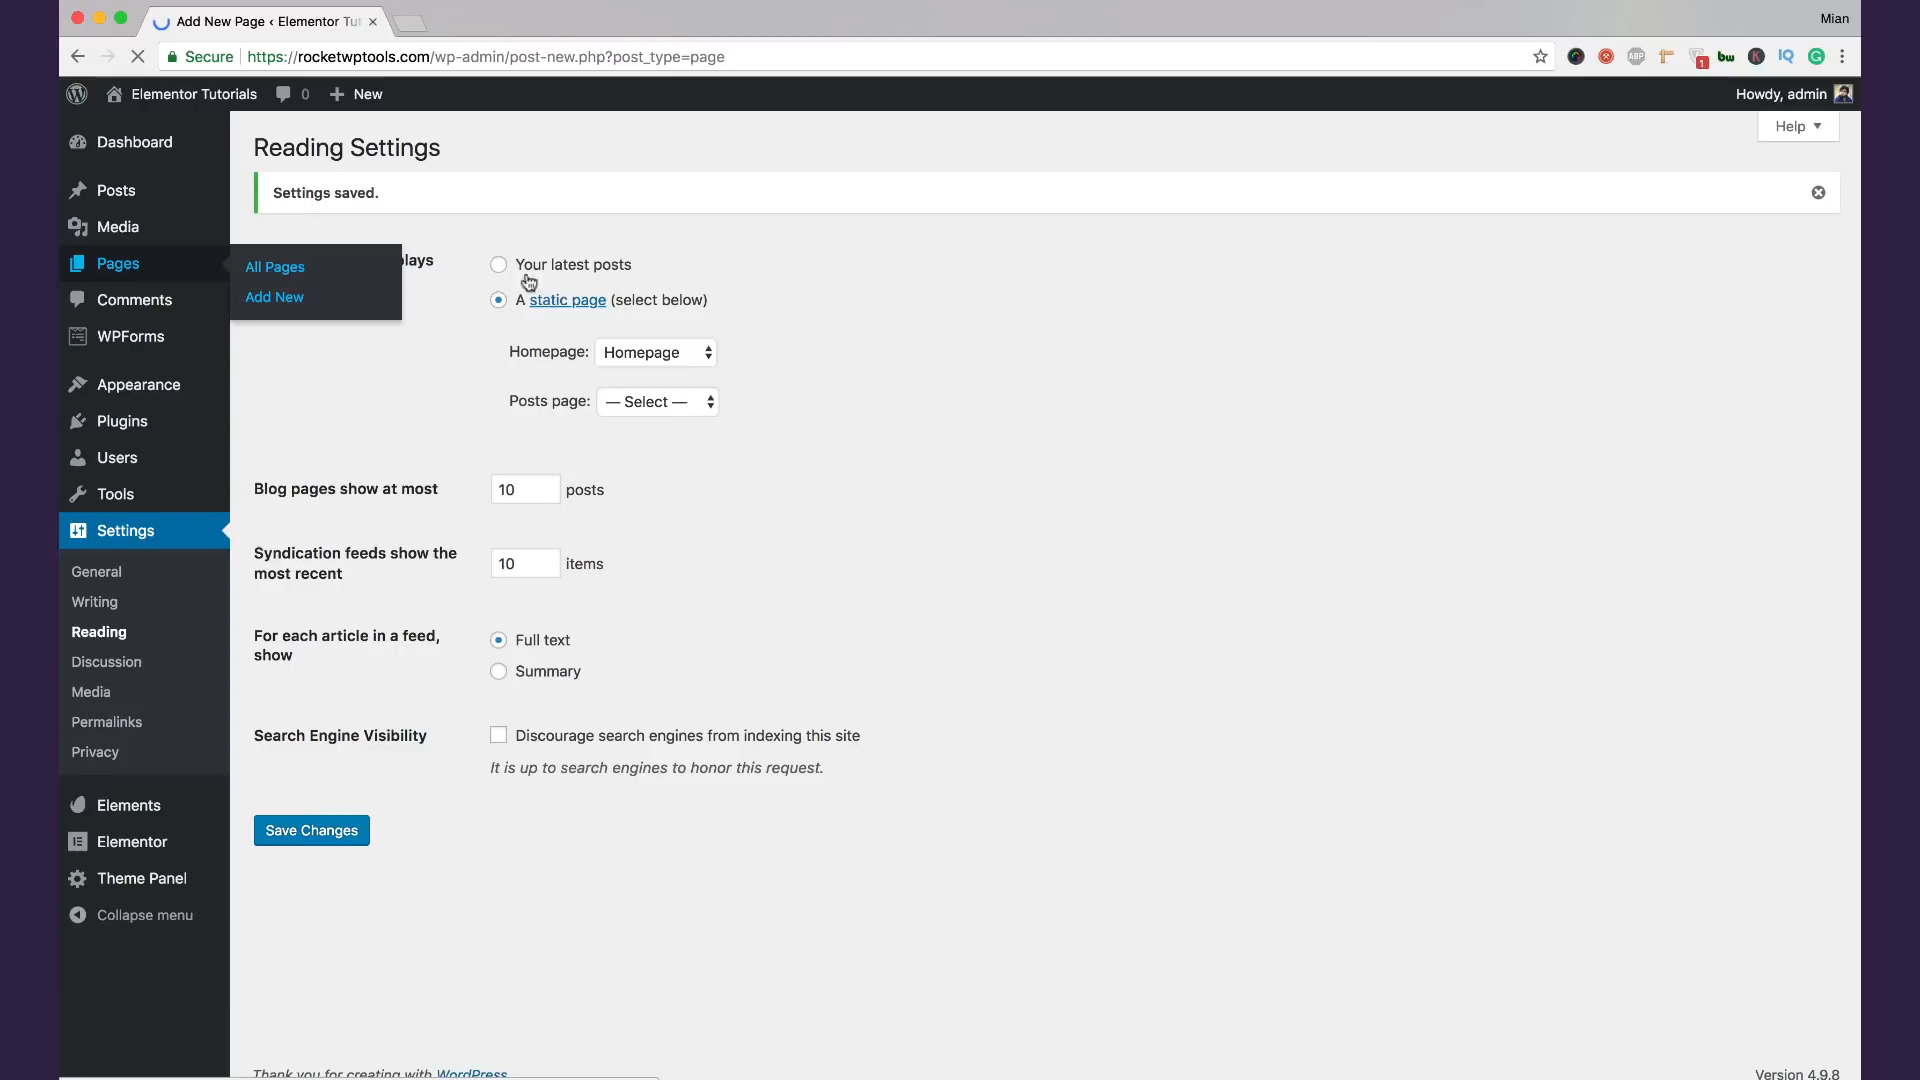 Add New Page ‹ Elementor Tut
Mian
Secure
https://rocketwptools.com/wp-admin/post-new.php?post_type=page
ABP
1
bw
K
IQ
G
Elementor Tutorials
0
New
Howdy, admin
Help
Dashboard
Posts
Media
Pages
All Pages
Add New
Comments
WPForms
Appearance
Plugins
Users
Tools
Settings
General
Writing
Reading
Discussion
Media
Permalinks
Privacy
Elements
Elementor
Theme Panel
Collapse menu
Reading Settings
Settings saved.
plays
Your latest posts
A static page (select below)
Homepage: Homepage
Posts page: — Select —
Blog pages show at most
10 posts
Syndication feeds show the
most recent
10 items
For each article in a feed,
show
Full text
Summary
Search Engine Visibility
Discourage search engines from indexing this site
It is up to search engines to honor this request.
Save Changes
Thank you for creating with WordPress
Version 4.9.8